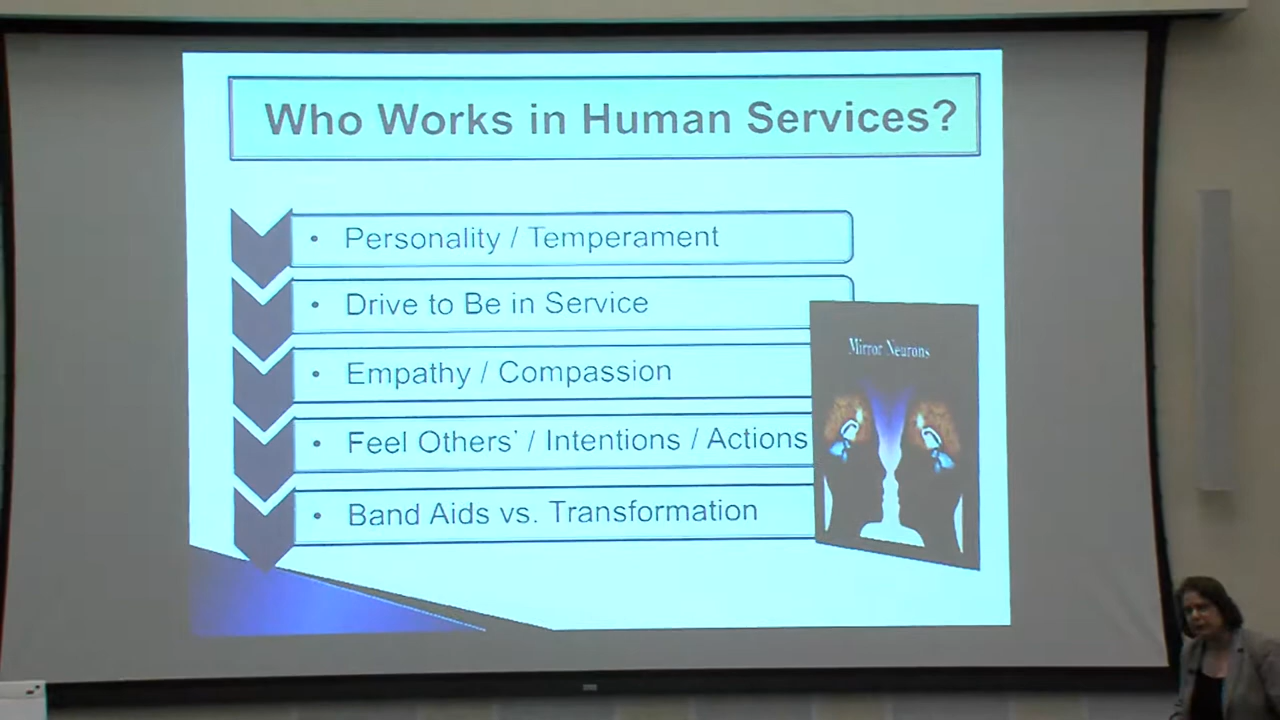 Who Works in Human Services?
• Personality / Temperament
• Drive to Be in Service
• Empathy / Compassion
• Feel Others' / Intentions / Actions
• Band Aids vs. Transformation
Mirror Neurons